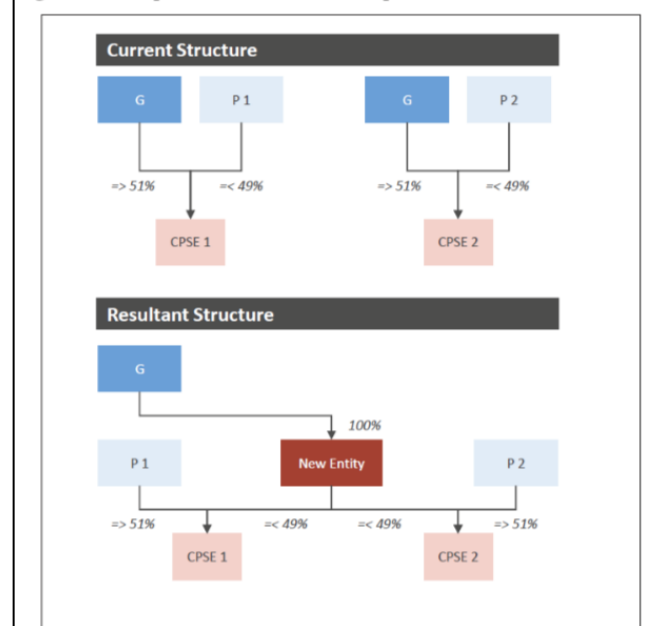 Current Structure
G P 1 G P 2
=> 51% =< 49% => 51% =< 49%
CPSE 1 CPSE 2
Resultant Structure
G
100%
P 1 New Entity P 2
=> 51% =< 49% =< 49% => 51%
CPSE 1 CPSE 2